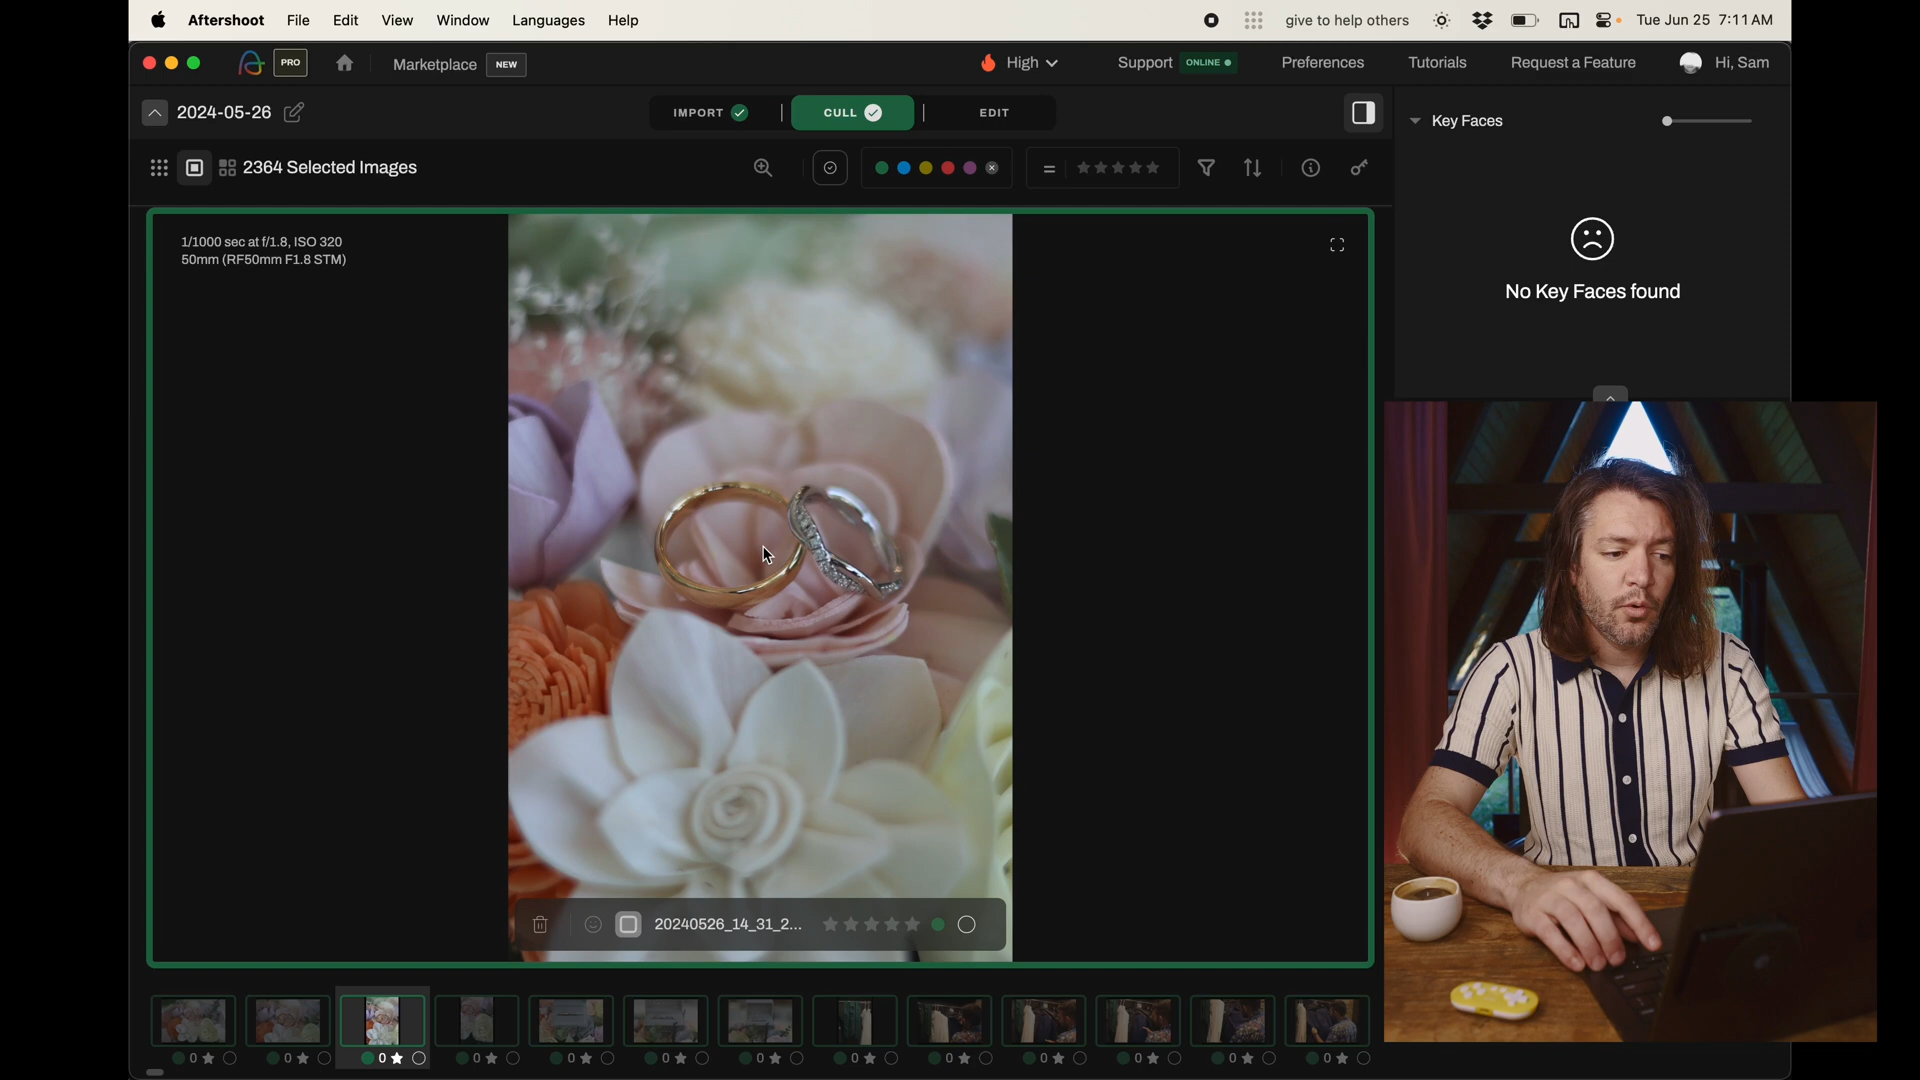 Aftershoot File Edit View Window Languages Help
give to help others
Tue Jun 25 7:11 AM
PRO
Marketplace NEW
High
Support ONLINE
Preferences
Tutorials
Request a Feature
Hi, Sam
2024-05-26
IMPORT
CULL
EDIT
Key Faces
2364 Selected Images
1/1000 sec at f/1.8, ISO 320
50mm (RF50mm F1.8 STM)
No Key Faces found
20240526_14_31_2...
0 0 0 0 0 0 0 0 0 0 0 0 0